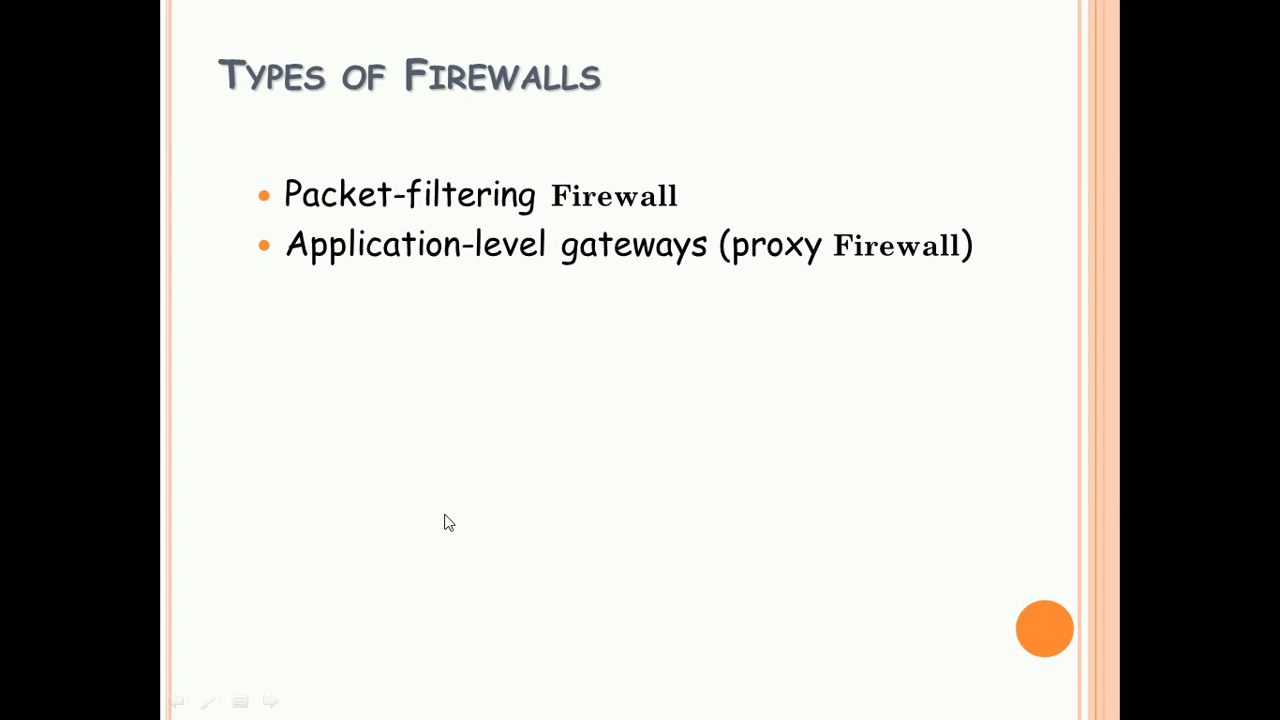 Types of Firewalls
Packet-filtering Firewall
Application-level gateways (proxy Firewall)